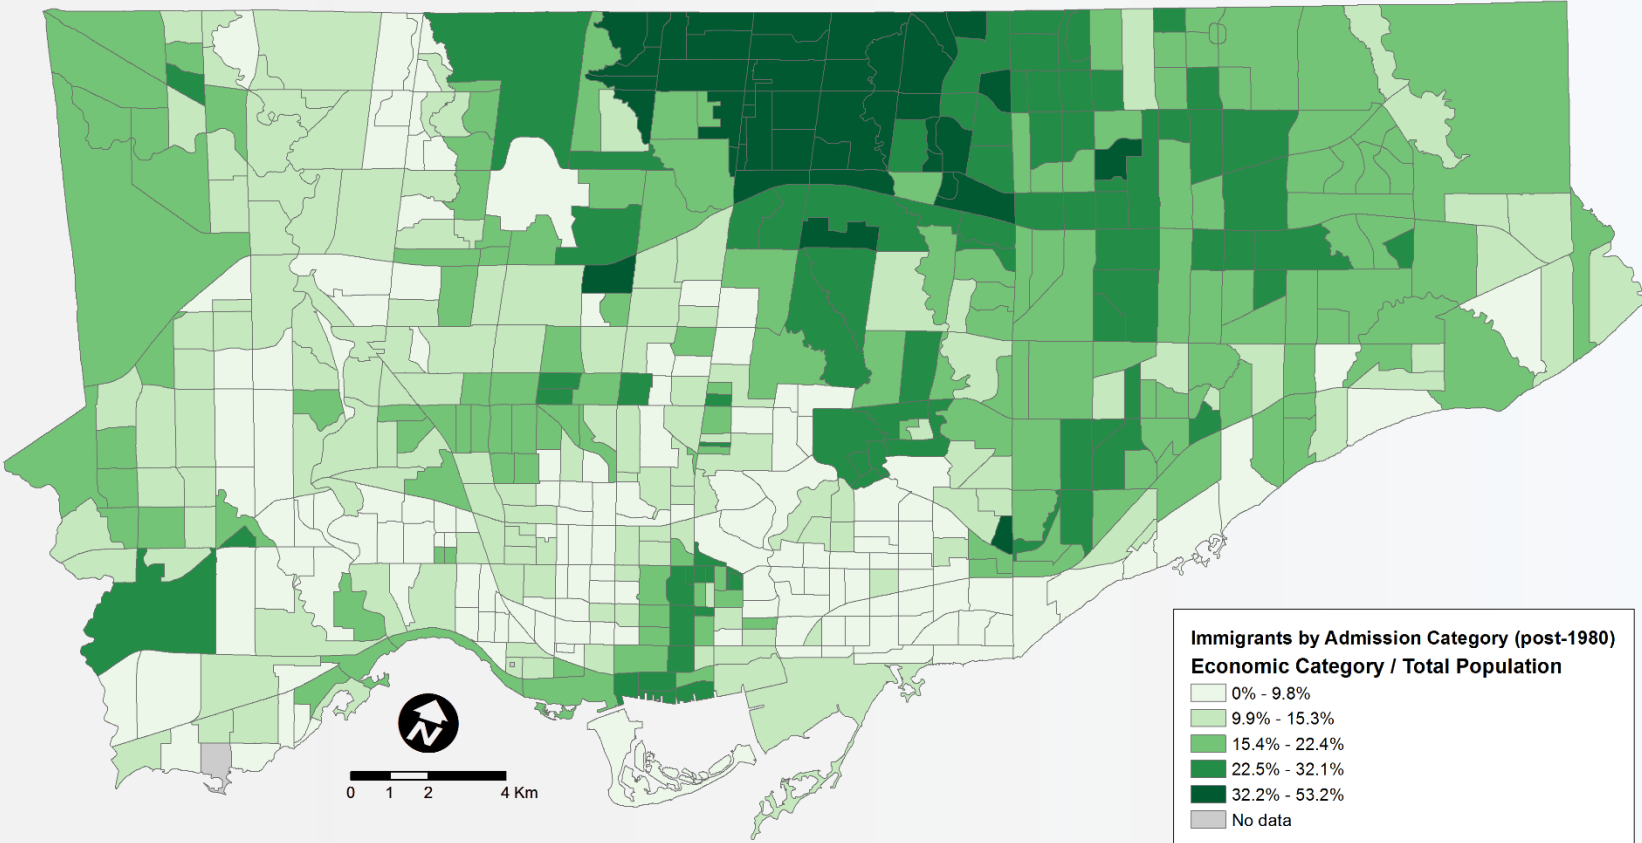 N
0 1 2 4 Km
Immigrants by Admission Category (post-1980)
Economic Category / Total Population
0% - 9.8%
9.9% - 15.3%
15.4% - 22.4%
22.5% - 32.1%
32.2% - 53.2%
No data